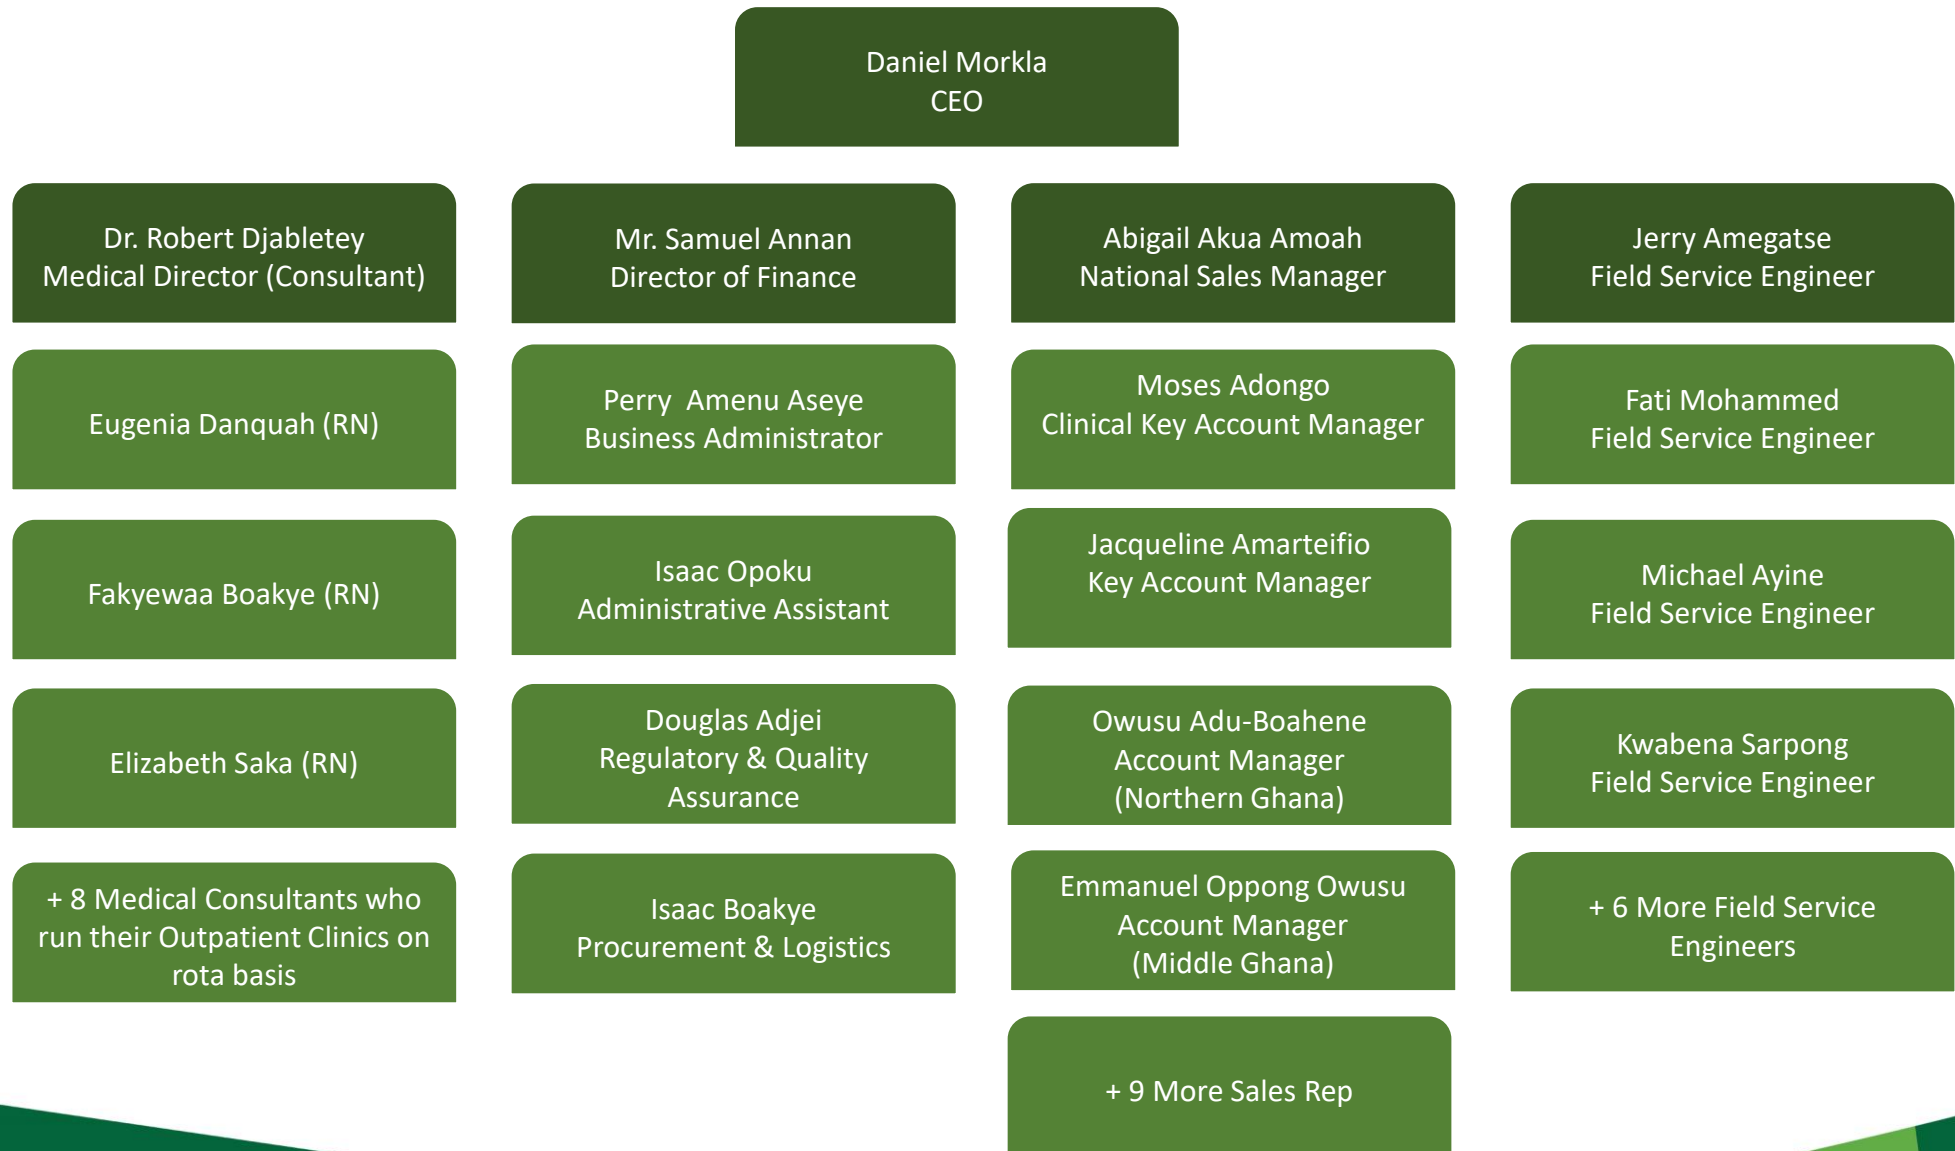 Daniel Morkla
CEO
Dr. Robert Djabletey
Medical Director (Consultant)
Eugenia Danquah (RN)
Fakyewaa Boakye (RN)
Elizabeth Saka (RN)
+ 8 Medical Consultants who
run their Outpatient Clinics on
rota basis
Mr. Samuel Annan
Director of Finance
Perry  Amenu Aseye
Business Administrator
Isaac Opoku
Administrative Assistant
Douglas Adjei
Regulatory & Quality
Assurance
Isaac Boakye
Procurement & Logistics
Abigail Akua Amoah
National Sales Manager
Moses Adongo
Clinical Key Account Manager
Jacqueline Amarteifio
Key Account Manager
Owusu Adu-Boahene
Account Manager
(Northern Ghana)
Emmanuel Oppong Owusu
Account Manager
(Middle Ghana)
+ 9 More Sales Rep
Jerry Amegatse
Field Service Engineer
Fati Mohammed
Field Service Engineer
Michael Ayine
Field Service Engineer
Kwabena Sarpong
Field Service Engineer
+ 6 More Field Service
Engineers